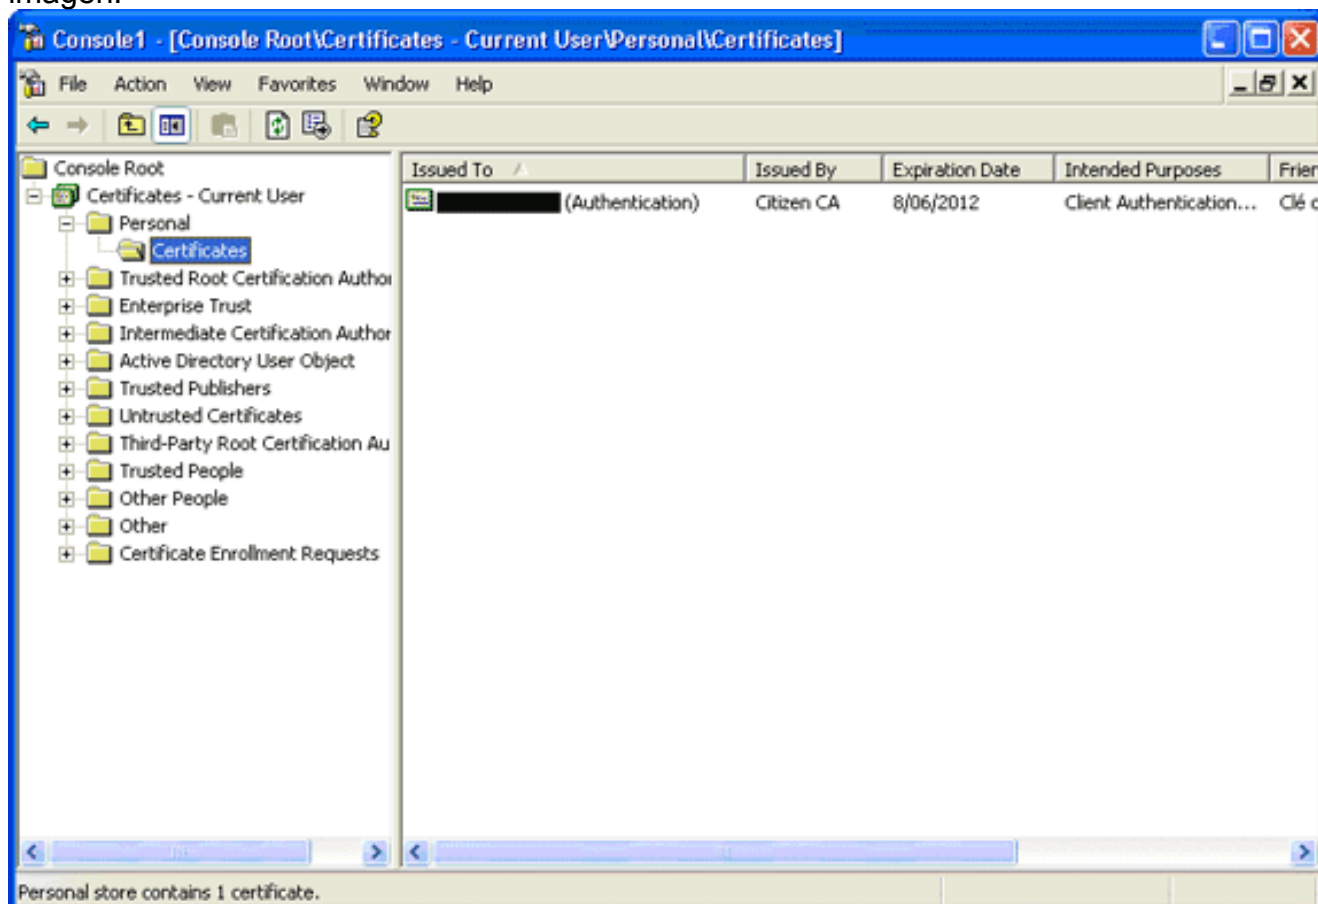 imagen.
Console1 - [Console Root\Certificates - Current User\Personal\Certificates]
File Action View Favorites Window Help
Console Root
Certificates - Current User
Personal
Certificates
Trusted Root Certification Author
Enterprise Trust
Intermediate Certification Author
Active Directory User Object
Trusted Publishers
Untrusted Certificates
Third-Party Root Certification Au
Trusted People
Other People
Other
Certificate Enrollment Requests
Issued To Issued By Expiration Date Intended Purposes Frien
(Authentication) Citizen CA 8/06/2012 Client Authentication... Clé c
Personal store contains 1 certificate.